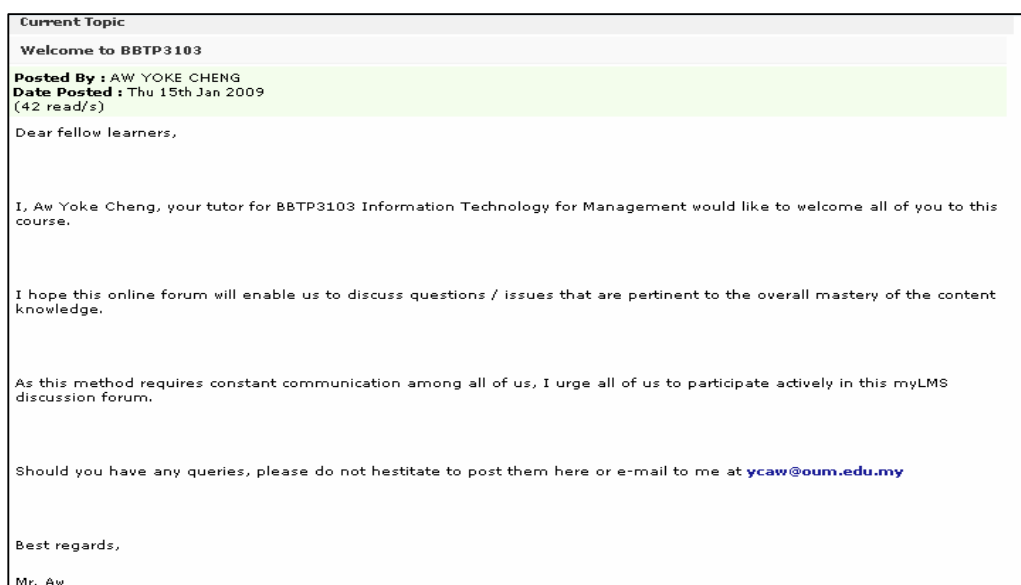 Current Topic
Welcome to BBTP3103
Posted By : AW YOKE CHENG
Date Posted : Thu 15th Jan 2009
(42 read/s)
Dear fellow learners,
I, Aw Yoke Cheng, your tutor for BBTP3103 Information Technology for Management would like to welcome all of you to this
course.
I hope this online forum will enable us to discuss questions / issues that are pertinent to the overall mastery of the content
knowledge.
As this method requires constant communication among all of us, I urge all of us to participate actively in this myLMS
discussion forum.
Should you have any queries, please do not hestitate to post them here or e-mail to me at ycaw@oum.edu.my
Best regards,
Mr. Aw